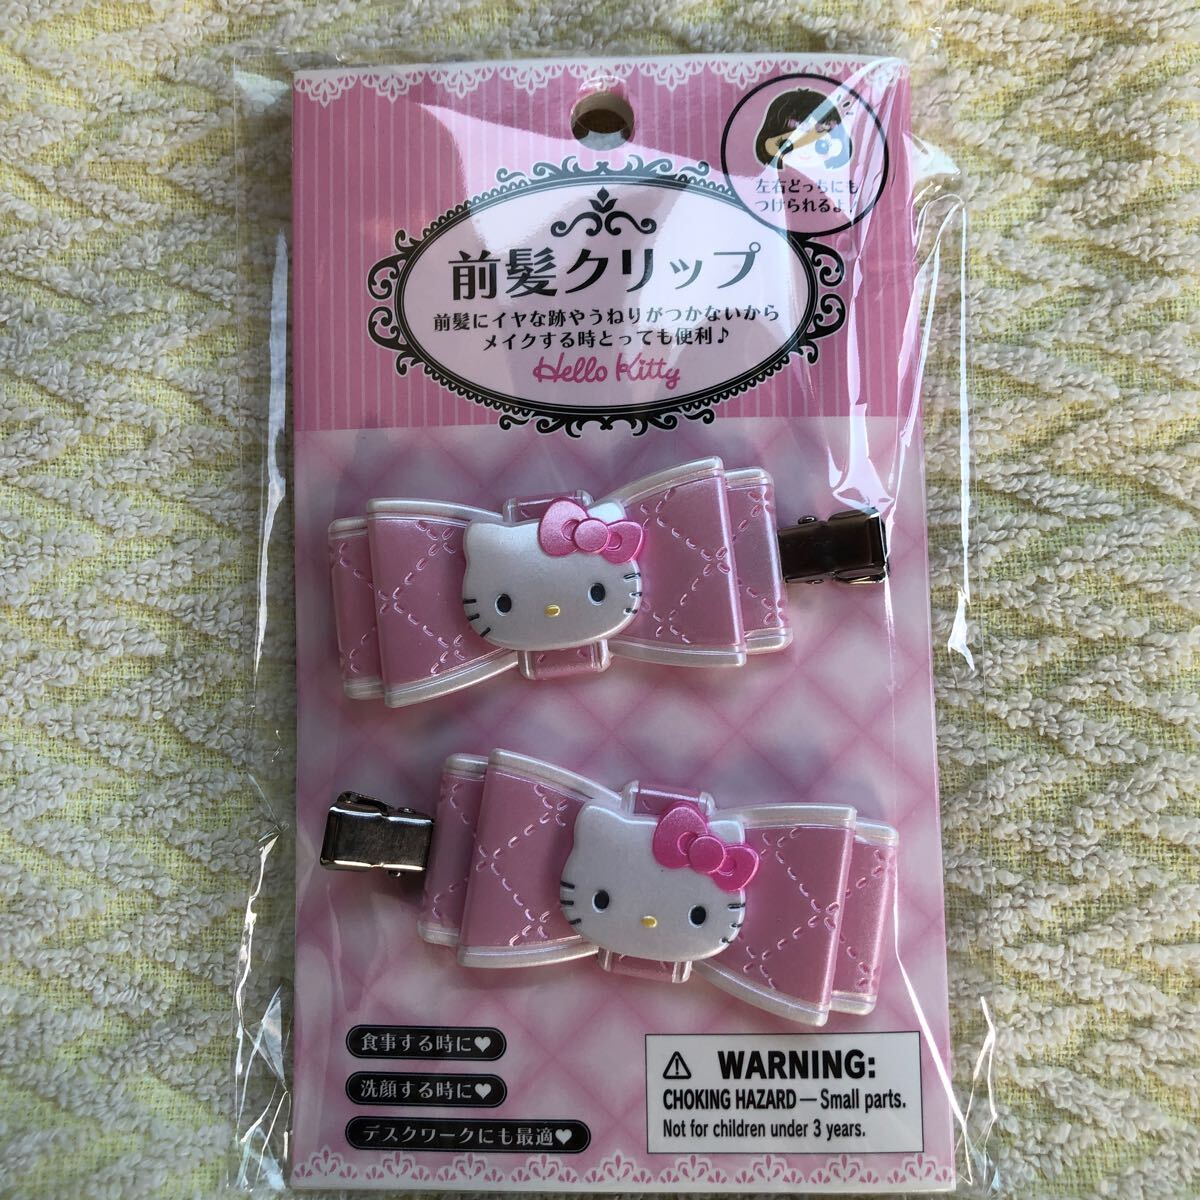 左右どっちにも
つけられるよ♪
前髪クリップ
前髪にイヤな跡やうねりがつかないから
メイクする時とっても便利♪
Hello Kitty
食事する時に♥
洗顔する時に♥
デスクワークにも最適♥
⚠ WARNING:
CHOKING HAZARD — Small parts.
Not for children under 3 years.